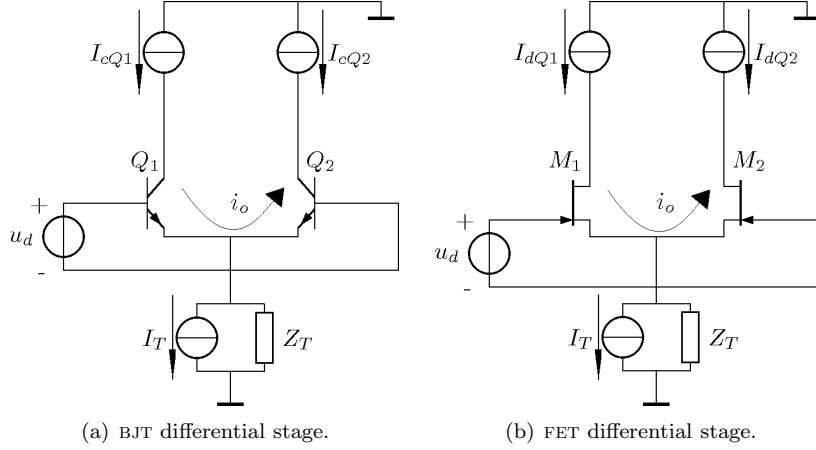 I_{cQ1} I_{cQ2} I_{dQ1} I_{dQ2}
Q_1 Q_2 M_1 M_2
i_o i_o
+ +
u_d u_d
- -
I_T Z_T I_T Z_T
(a) BJT differential stage. (b) FET differential stage.